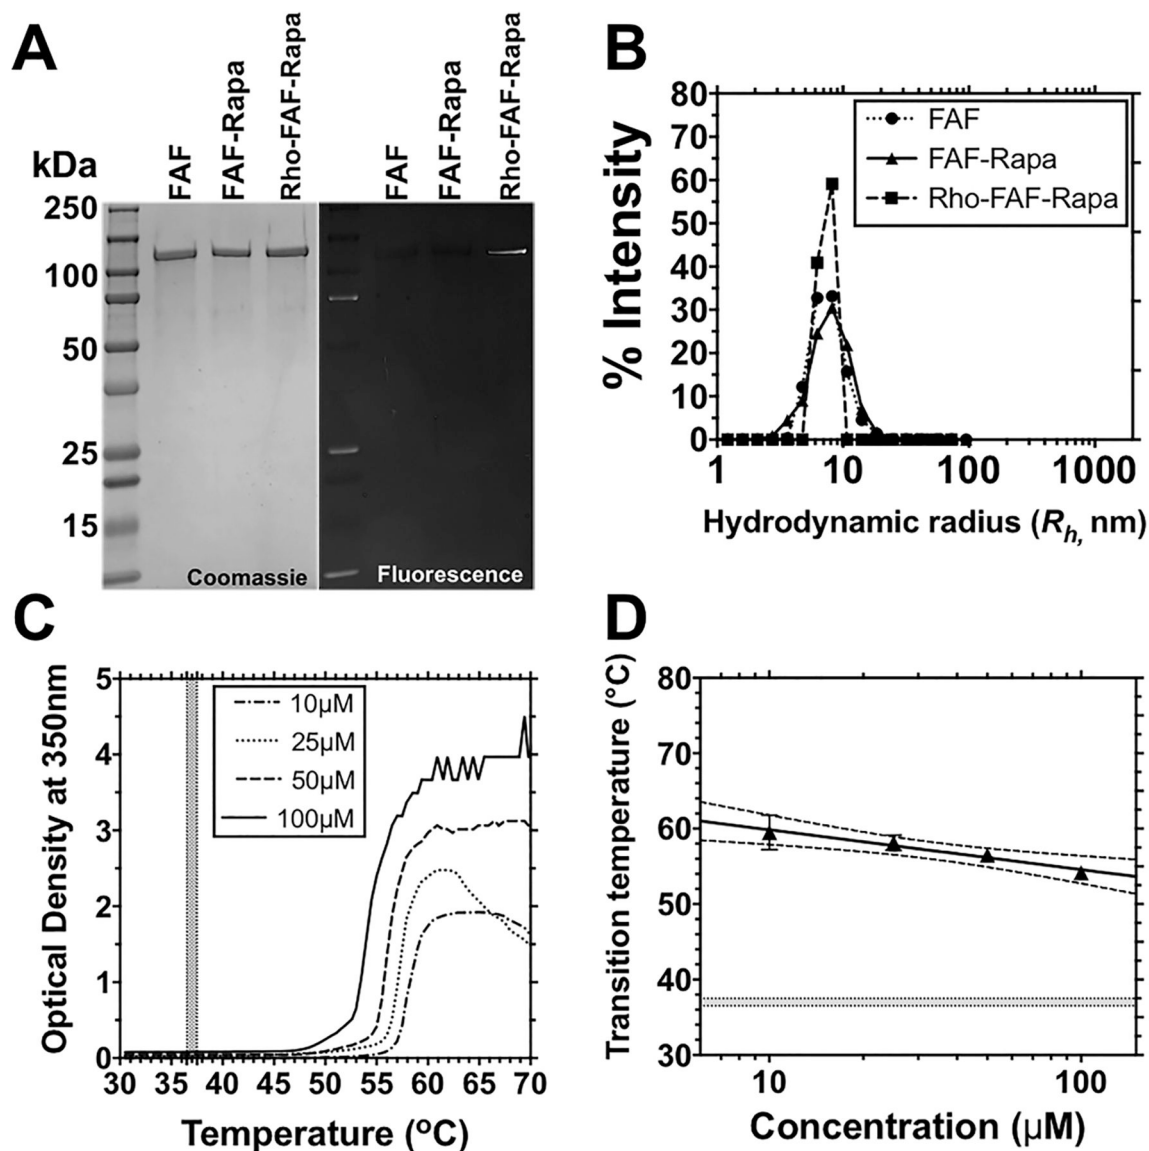 A
kDa
FAF
FAF-Rapa
Rho-FAF-Rapa
FAF
FAF-Rapa
Rho-FAF-Rapa
250
100
50
25
15
Coomassie
Fluorescence
B
% Intensity
80
70
60
50
40
30
20
10
0
FAF
FAF-Rapa
Rho-FAF-Rapa
1 10 100 1000
Hydrodynamic radius (Rh, nm)
C
Optical Density at 350nm
5
4
3
2
1
0
10µM
25µM
50µM
100µM
30 35 40 45 50 55 60 65 70
Temperature (°C)
D
Transition temperature (°C)
80
70
60
50
40
30
10 100
Concentration (µM)